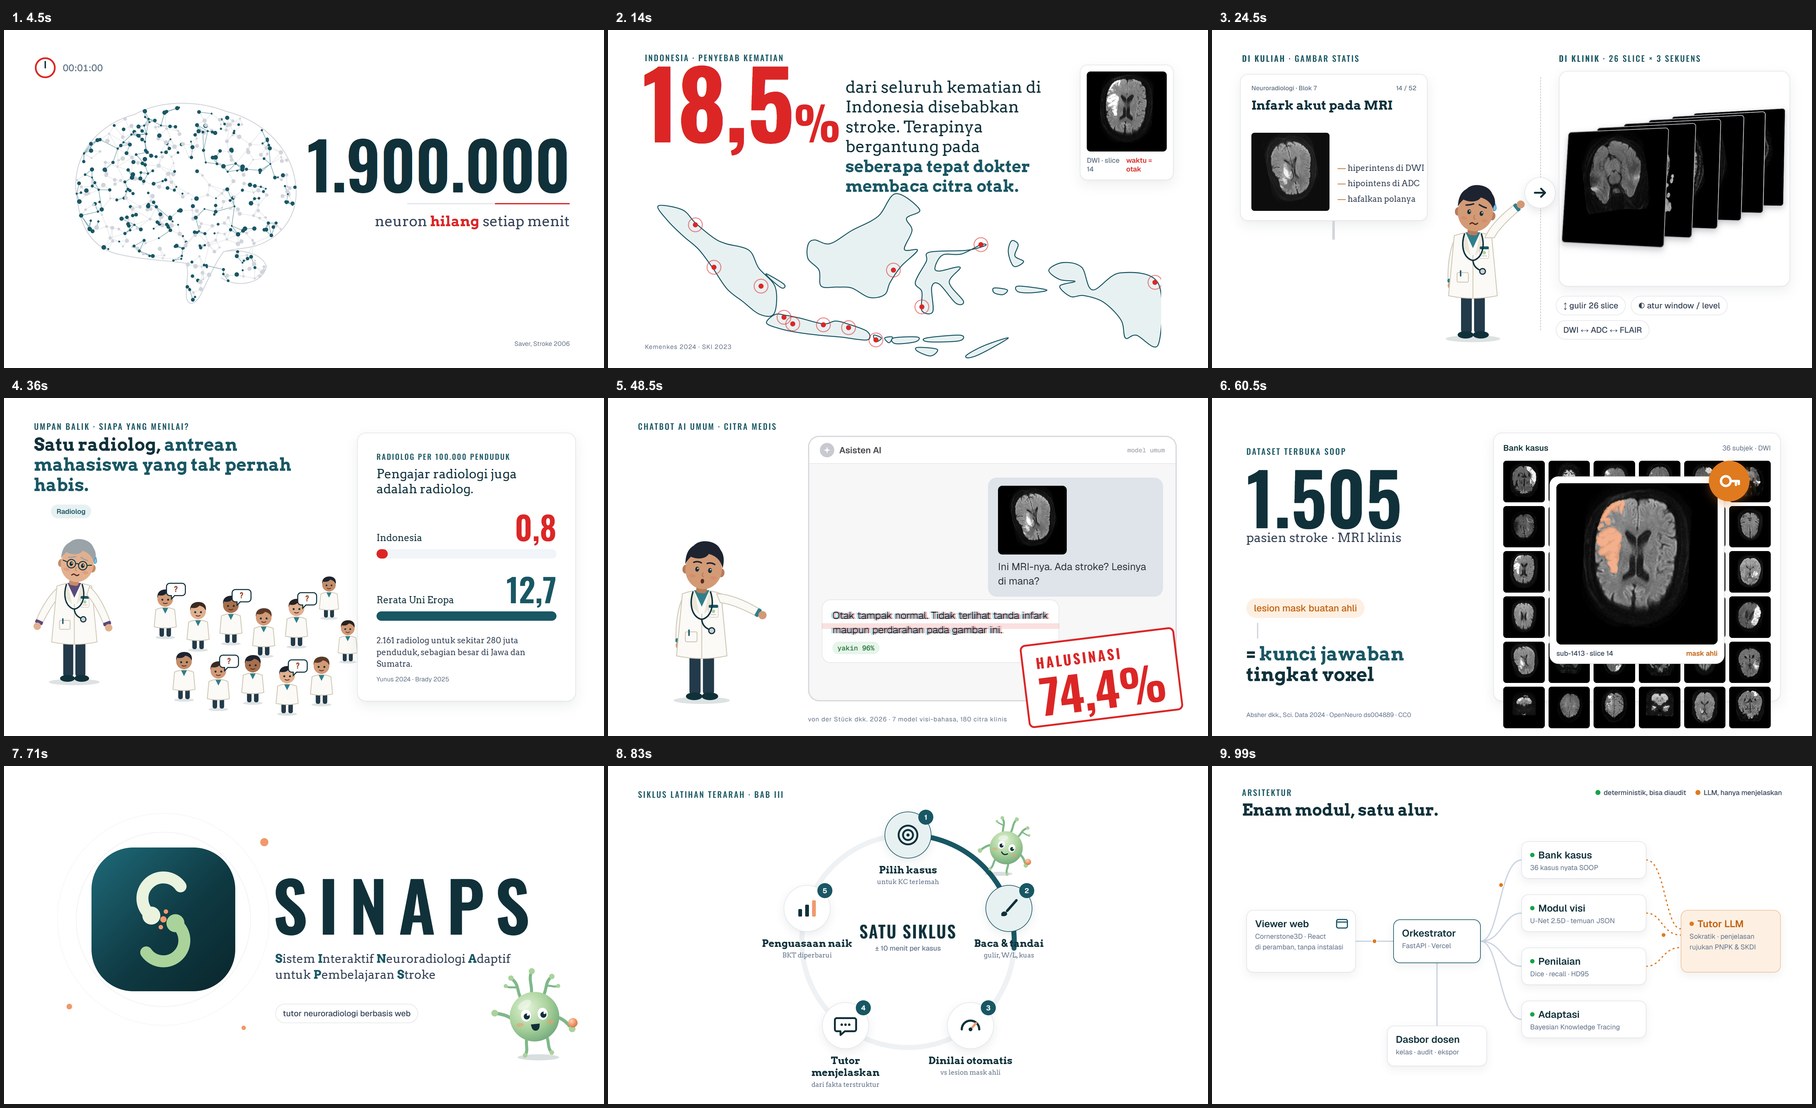 1. 4.5s
00:01:00
1.900.000
neuron hilang setiap menit
Saver, Stroke 2006
2. 14s
INDONESIA · PENYEBAB KEMATIAN
18,5%
dari seluruh kematian di
Indonesia disebabkan
stroke. Terapinya
bergantung pada
seberapa tepat dokter
membaca citra otak.
DWI · slice 14
waktu = otak
Kemenkes 2024 · SKI 2023
3. 24.5s
DI KULIAH · GAMBAR STATIS
Neuroradiologi · Blok 7
14 / 52
Infark akut pada MRI
— hiperintens di DWI
— hipointens di ADC
— hafalkan polanya
DI KLINIK · 26 SLICE × 3 SEKUENS
↕ gulir 26 slice
◐ atur window / level
DWI ↔ ADC ↔ FLAIR
4. 36s
UMPAN BALIK · SIAPA YANG MENILAI?
Satu radiolog, antrean
mahasiswa yang tak pernah
habis.
Radiolog
?
?
?
?
?
RADIOLOG PER 100.000 PENDUDUK
Pengajar radiologi juga
adalah radiolog.
Indonesia
0,8
Rerata Uni Eropa
12,7
2.161 radiolog untuk sekitar 280 juta
penduduk, sebagian besar di Jawa dan
Sumatra.
Yunus 2024 · Brady 2025
5. 48.5s
CHATBOT AI UMUM · CITRA MEDIS
Asisten AI
model umum
Ini MRI-nya. Ada stroke? Lesinya
di mana?
Otak tampak normal. Tidak terlihat tanda infark
maupun perdarahan pada gambar ini.
yakin 96%
HALUSINASI
74,4%
von der Stück dkk. 2026 · 7 model visi-bahasa, 180 citra klinis
6. 60.5s
DATASET TERBUKA SOOP
1.505
pasien stroke · MRI klinis
lesion mask buatan ahli
= kunci jawaban
tingkat voxel
Absher dkk., Sci. Data 2024 · OpenNeuro ds004889 · CC0
Bank kasus
36 subjek · DWI
sub-1413 · slice 14
mask ahli
7. 71s
SINAPS
Sistem Interaktif Neuroradiologi Adaptif
untuk Pembelajaran Stroke
tutor neuroradiologi berbasis web
8. 83s
SIKLUS LATIHAN TERARAH · BAB III
1
Pilih kasus
untuk KC terlemah
2
Baca & tandai
gulir, W/L, kuas
3
Dinilai otomatis
vs lesion mask ahli
4
Tutor
menjelaskan
dari fakta terstruktur
5
Penguasaan naik
BKT diperbarui
SATU SIKLUS
± 10 menit per kasus
9. 99s
ARSITEKTUR
Enam modul, satu alur.
deterministik, bisa diaudit
LLM, hanya menjelaskan
Viewer web
Cornerstone3D · React
di peramban, tanpa instalasi
Orkestrator
FastAPI · Vercel
Bank kasus
36 kasus nyata SOOP
Modul visi
U-Net 2.5D · temuan JSON
Penilaian
Dice · recall · HD95
Adaptasi
Bayesian Knowledge Tracing
Tutor LLM
Sokratik · penjelasan
rujukan PNPK & SKDI
Dasbor dosen
kelas · audit · ekspor